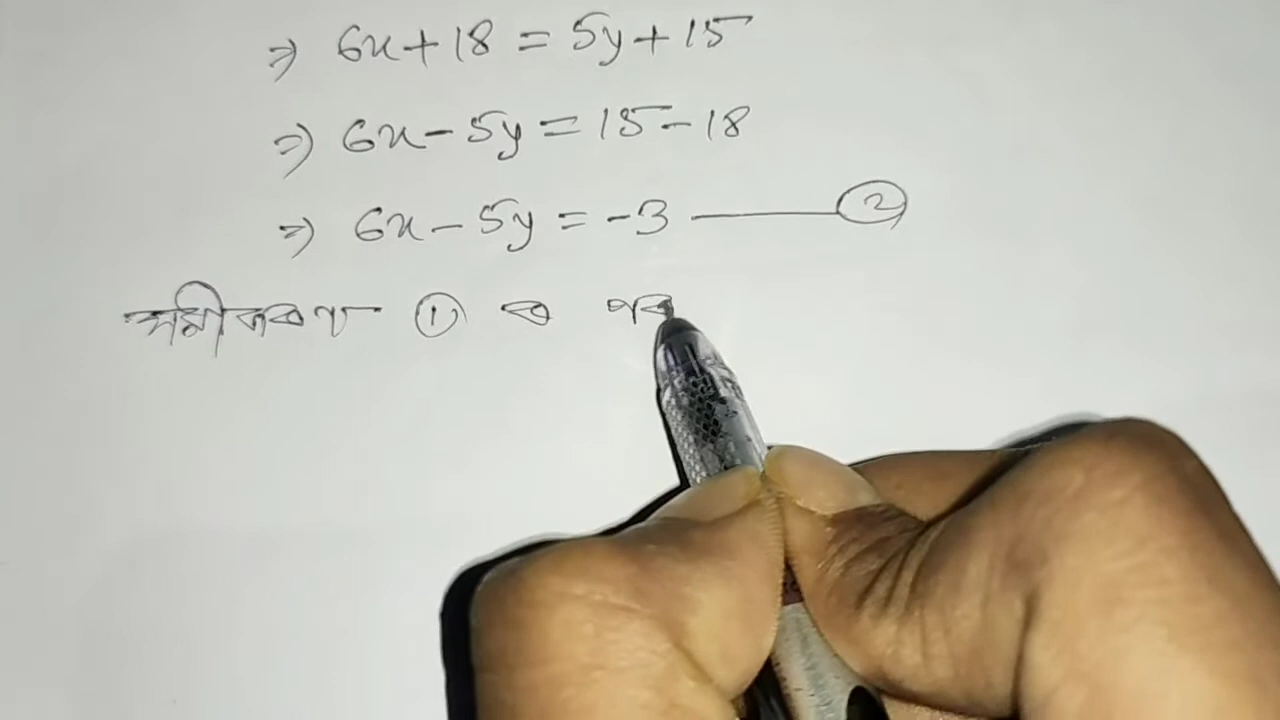 ⇒ 6x + 18 = 5y + 15
⇒ 6x - 5y = 15 - 18
⇒ 6x - 5y = -3 —— ②
সমীকরণ ①